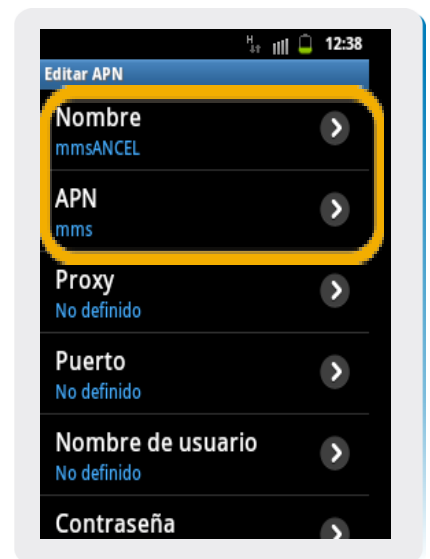 H
12:38
Editar APN
Nombre
mmsANCEL
APN
mms
Proxy
No definido
Puerto
No definido
Nombre de usuario
No definido
Contraseña